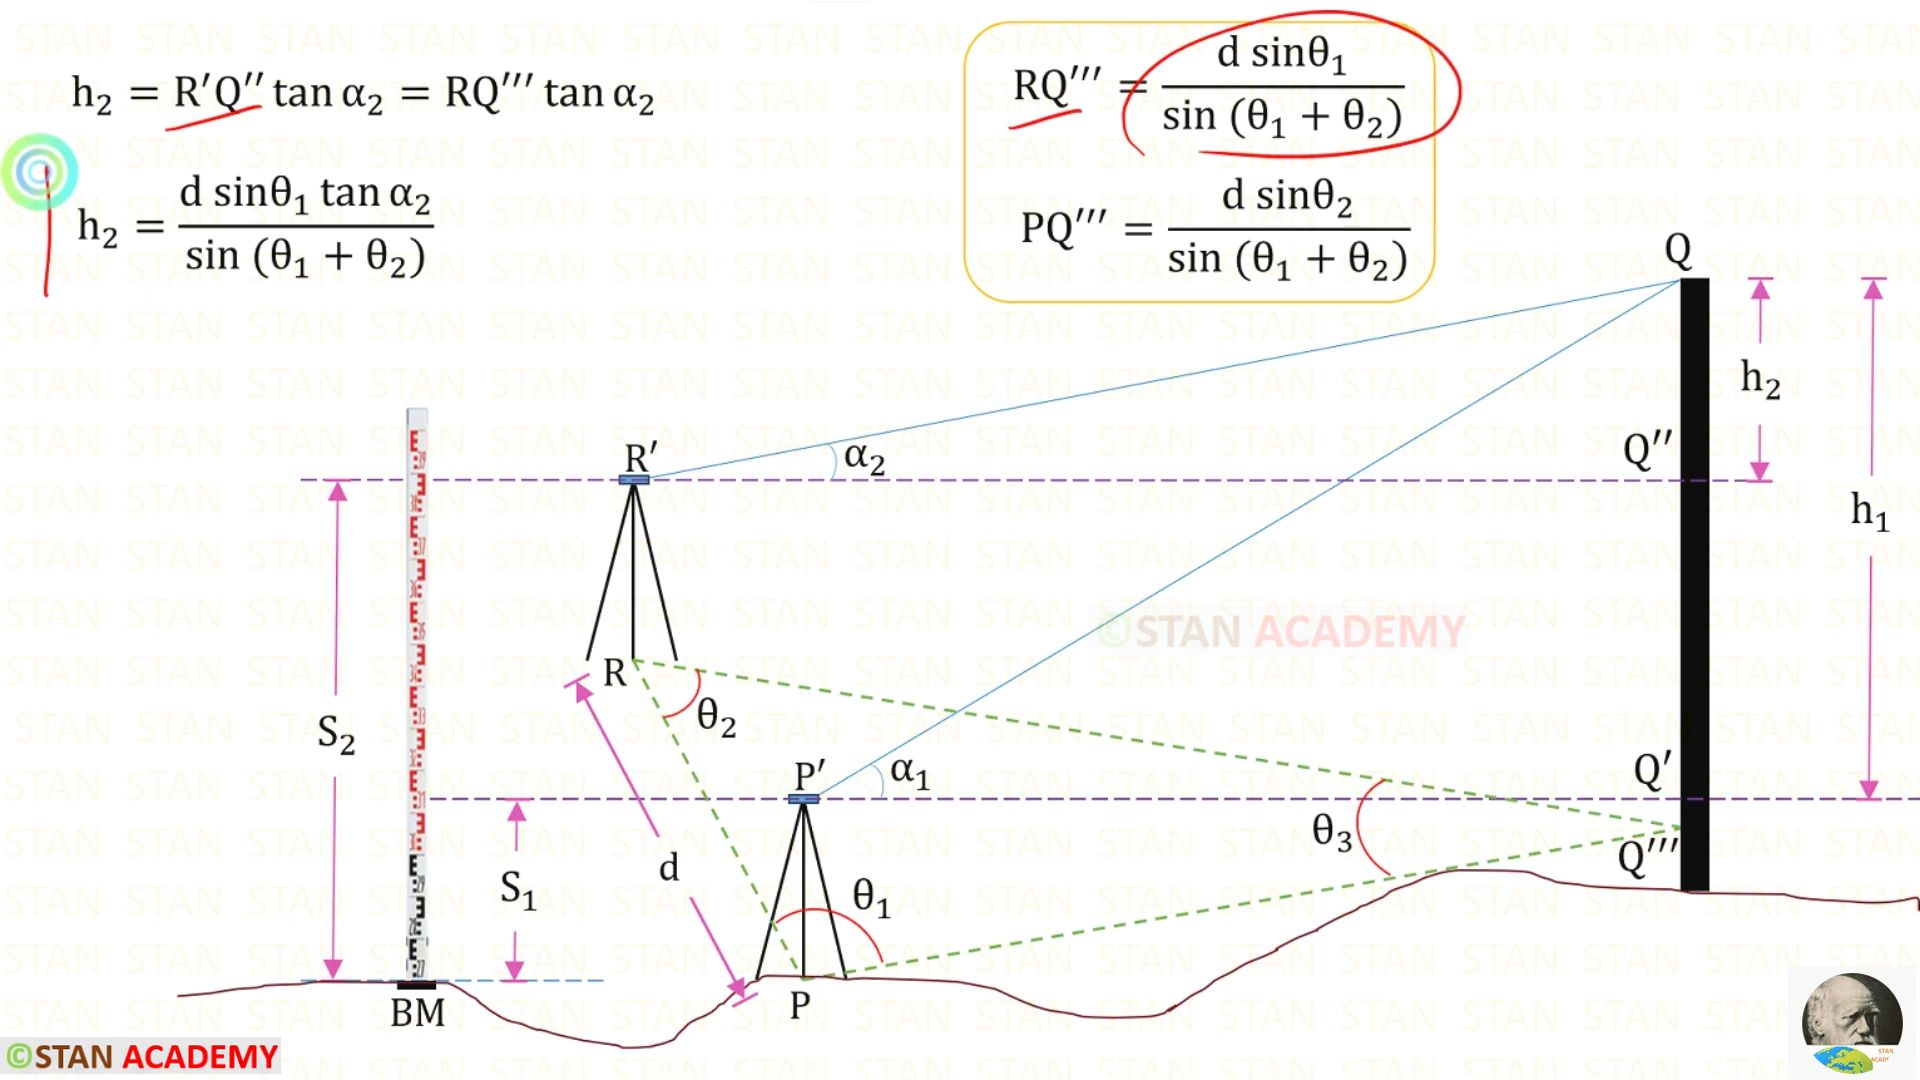 h₂ = R′Q″ tan α₂ = RQ‴ tan α₂
h₂ = d sinθ₁ tan α₂ / sin (θ₁ + θ₂)
RQ‴ = d sinθ₁ / sin (θ₁ + θ₂)
PQ‴ = d sinθ₂ / sin (θ₁ + θ₂)
Q
h₂
Q″
h₁
R′
α₂
©STAN ACADEMY
R
θ₂
S₂
P′
α₁
Q′
θ₃
Q‴
d
S₁
θ₁
P
BM
©STAN ACADEMY